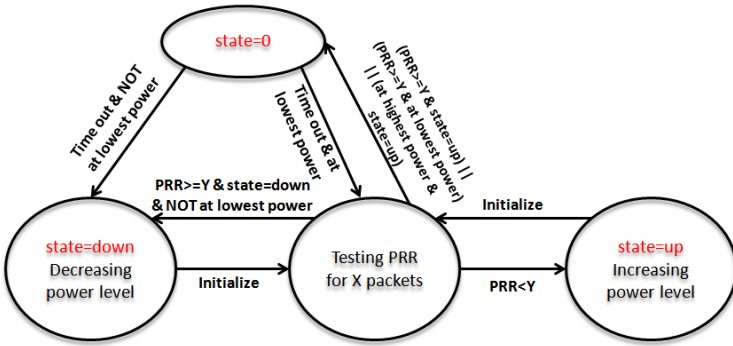 state=0
Time out & NOT
at lowest power
Time out & at
lowest power
(PRR>=Y & state=up) ||
(PRR>=Y & at lowest power)
|| (at highest power &
state=up)
PRR>=Y & state=down
& NOT at lowest power
Initialize
state=down
Decreasing
power level
Initialize
Testing PRR
for X packets
PRR<Y
state=up
Increasing
power level